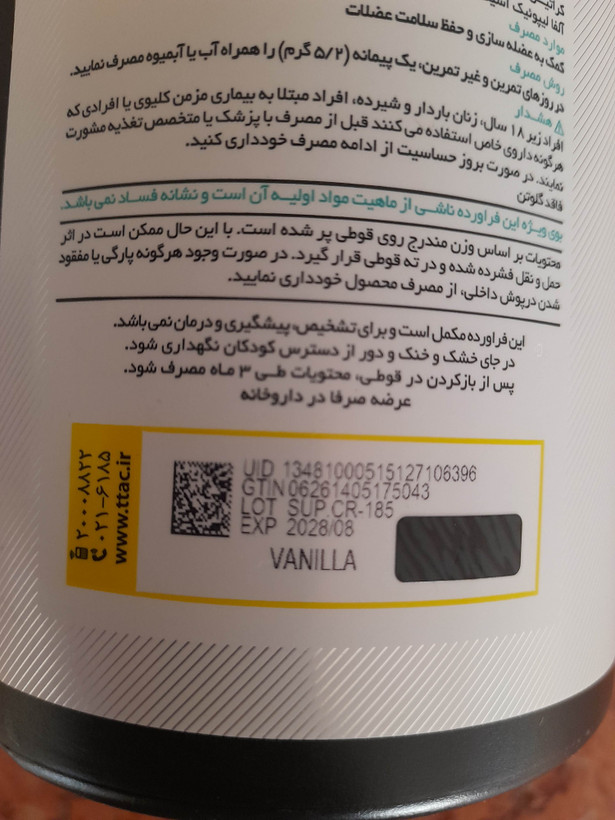 آلفا لیپوئیک
موارد مصرف
کمک به عضله سازی و حفظ سلامت عضلات
روش مصرف
در روزهای تمرین و غیر تمرین، یک پیمانه (۵/۲ گرم) را همراه آب یا آبمیوه مصرف نمایید.
هشدار
افراد زیر ۱۸ سال، زنان باردار و شیرده، افراد مبتلا به بیماری مزمن کلیوی یا افرادی که
هرگونه داروی خاص استفاده می کنند قبل از مصرف با پزشک یا متخصص تغذیه مشورت
نمایند. در صورت بروز حساسیت از ادامه مصرف خودداری کنید.
فاقد گلوتن
بوی ویژه این فراورده ناشی از ماهیت مواد اولیه آن است و نشانه فساد نمی باشد.
محتویات بر اساس وزن مندرج روی قوطی پر شده است. با این حال ممکن است در اثر
حمل و نقل فشرده شده و در ته قوطی قرار گیرد. در صورت وجود هرگونه پارگی یا مفقود
شدن درپوش داخلی، از مصرف محصول خودداری نمایید.
این فراورده مکمل است و برای تشخیص، پیشگیری و درمان نمی باشد.
در جای خشک و خنک و دور از دسترس کودکان نگهداری شود.
پس از بازکردن در قوطی، محتویات طی ۳ ماه مصرف شود.
عرضه صرفا در داروخانه
۲۰۰۰۸۸۲۲
۰۲۱-۶۱۸۵
www.ttac.ir
UID 13481000515127106396
GTIN 06261405175043
LOT SUP.CR-185
EXP 2028/08
VANILLA